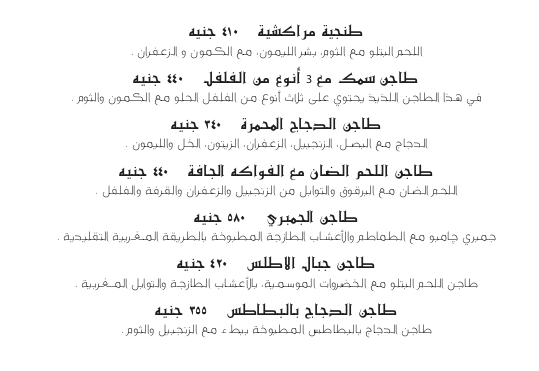 طنجية مراكشية ٤١٠ جنيه
اللحم البتلو مع الثوم، بشر الليمون، مع الكمون و الزعفران .
طاجن سمك مع 3 أنوع من الفلفل ٤٤٠ جنيه
في هذا الطاجن اللذيذ يحتوي على ثلاث أنوع من الفلفل الحلو مع الكمون والثوم .
طاجن الدجاج المحمرة ٣٤٠ جنيه
الدجاج مع البصل، الزنجبيل، الزعفران، الزيتون، الخل والليمون .
طاجن اللحم الضان مع الفواكه الجافة ٤٤٠ جنيه
اللحم الضان مع البرقوق والتوابل من الزنجبيل والزعفران والقرفة والفلفل .
طاجن الجمبري ٥٨٠ جنيه
جمبري جامبو مع الطماطم والأعشاب الطازجة المطبوخة بالطريقة المغربية التقليدية .
طاجن جبال الاطلس ٤٢٠ جنيه
طاجن اللحم البتلو مع الخضروات الموسمية، بالأعشاب الطازجة والتوابل المغربية .
طاجن الدجاج بالبطاطس ٣٥٥ جنيه
طاجن الدجاج بالبطاطس المطبوخة ببطء مع الزنجبيل والثوم .